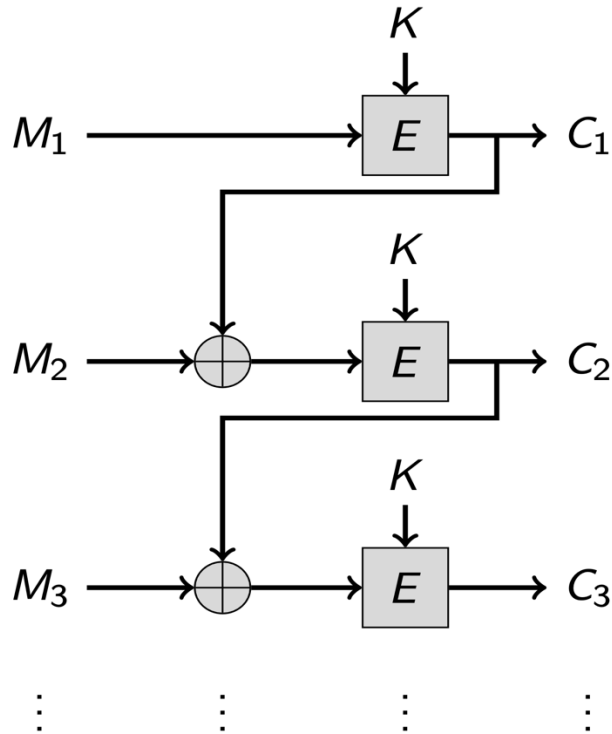 K
M₁ E C₁
K
M₂ E C₂
K
M₃ E C₃
⋮ ⋮ ⋮ ⋮